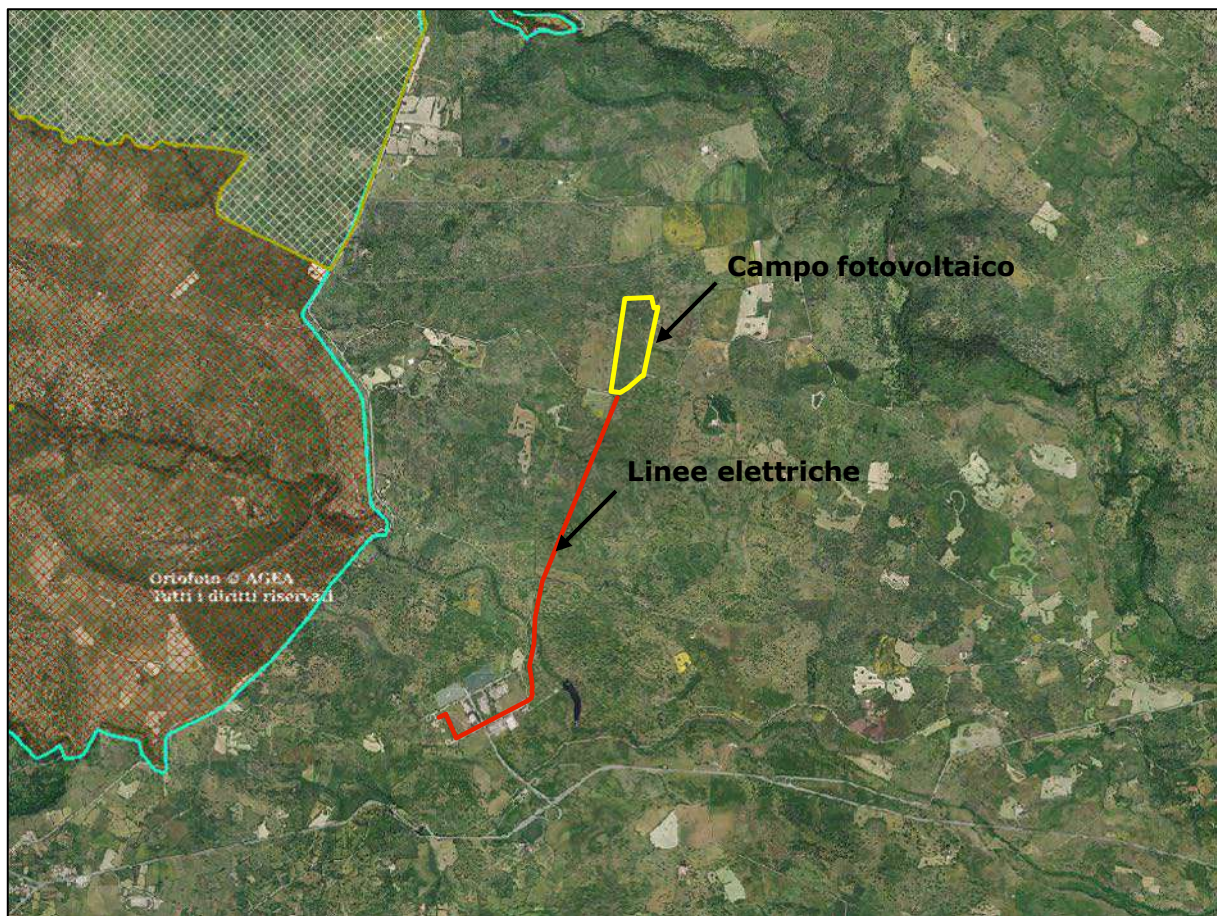 Campo fotovoltaico
Linee elettriche
Ortofoto © AGEA
Tutti i diritti riservati